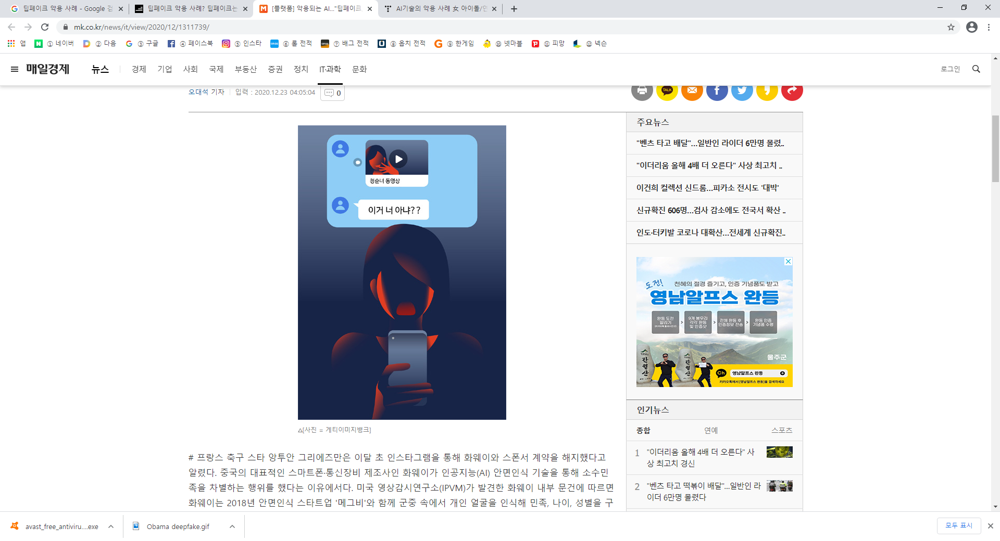 딥페이크 악용 사례 - Google 검
딥페이크 악용 사례? 딥페이크는
[플랫폼] 악용되는 AI..."딥페이크
AI기술의 악용 사례 女 아이돌/연
mk.co.kr/news/it/view/2020/12/1311739/
앱
① 네이버
② 다음
③ 구글
④ 페이스북
⑤ 인스타
⑥ 롤 전적
⑦ 배그 전적
⑧ 옵치 전적
⑨ 한게임
⑩ 넷마블
⑪ 피망
⑫ 넥슨
매일경제
뉴스
경제
기업
사회
국제
부동산
증권
정치
IT·과학
문화
로그인
오대석 기자
입력 : 2020.12.23 04:05:04
0
TALK
청순녀 동영상
이거 너 아냐??
△[사진 = 게티이미지뱅크]
# 프랑스 축구 스타 앙투안 그리에즈만은 이달 초 인스타그램을 통해 화웨이와 스폰서 계약을 해지했다고
알렸다. 중국의 대표적인 스마트폰·통신장비 제조사인 화웨이가 인공지능(AI) 안면인식 기술을 통해 소수민
족을 차별하는 행위를 했다는 이유에서다. 미국 영상감시연구소(IPVM)가 발견한 화웨이 내부 문건에 따르면
화웨이는 2018년 안면인식 스타트업 '메그비'와 함께 군중 속에서 개인 얼굴을 인식해 민족, 나이, 성별을 구
주요뉴스
"벤츠 타고 배달"…일반인 라이더 6만명 몰렸..
"이더리움 올해 4배 더 오른다" 사상 최고치 ..
이건희 컬렉션 신드롬…피카소 전시도 '대박'
신규확진 606명…검사 감소에도 전국서 확산 ..
인도·터키발 코로나 대확산…전세계 신규확진..
도전!
천혜의 절경 즐기고, 인증 기념품도 받고
영남알프스 완등
완등 도전
알리기
9개 봉우리
각각 완등
및 인증샷
전체 완등 후
인증정보 전송
완등 인증
기념품 수령
간월산
간월산
울주군
Ch
영남알프스 완등
카카오톡에서 [영남알프스 완등]을 검색하세요
인기뉴스
종합
연예
스포츠
1
"이더리움 올해 4배 더 오른다" 사
상 최고치 경신
2
"벤츠 타고 떡볶이 배달"…일반인 라
이더 6만명 몰렸다
avast_free_antiviru....exe
Obama deepfake.gif
모두 표시